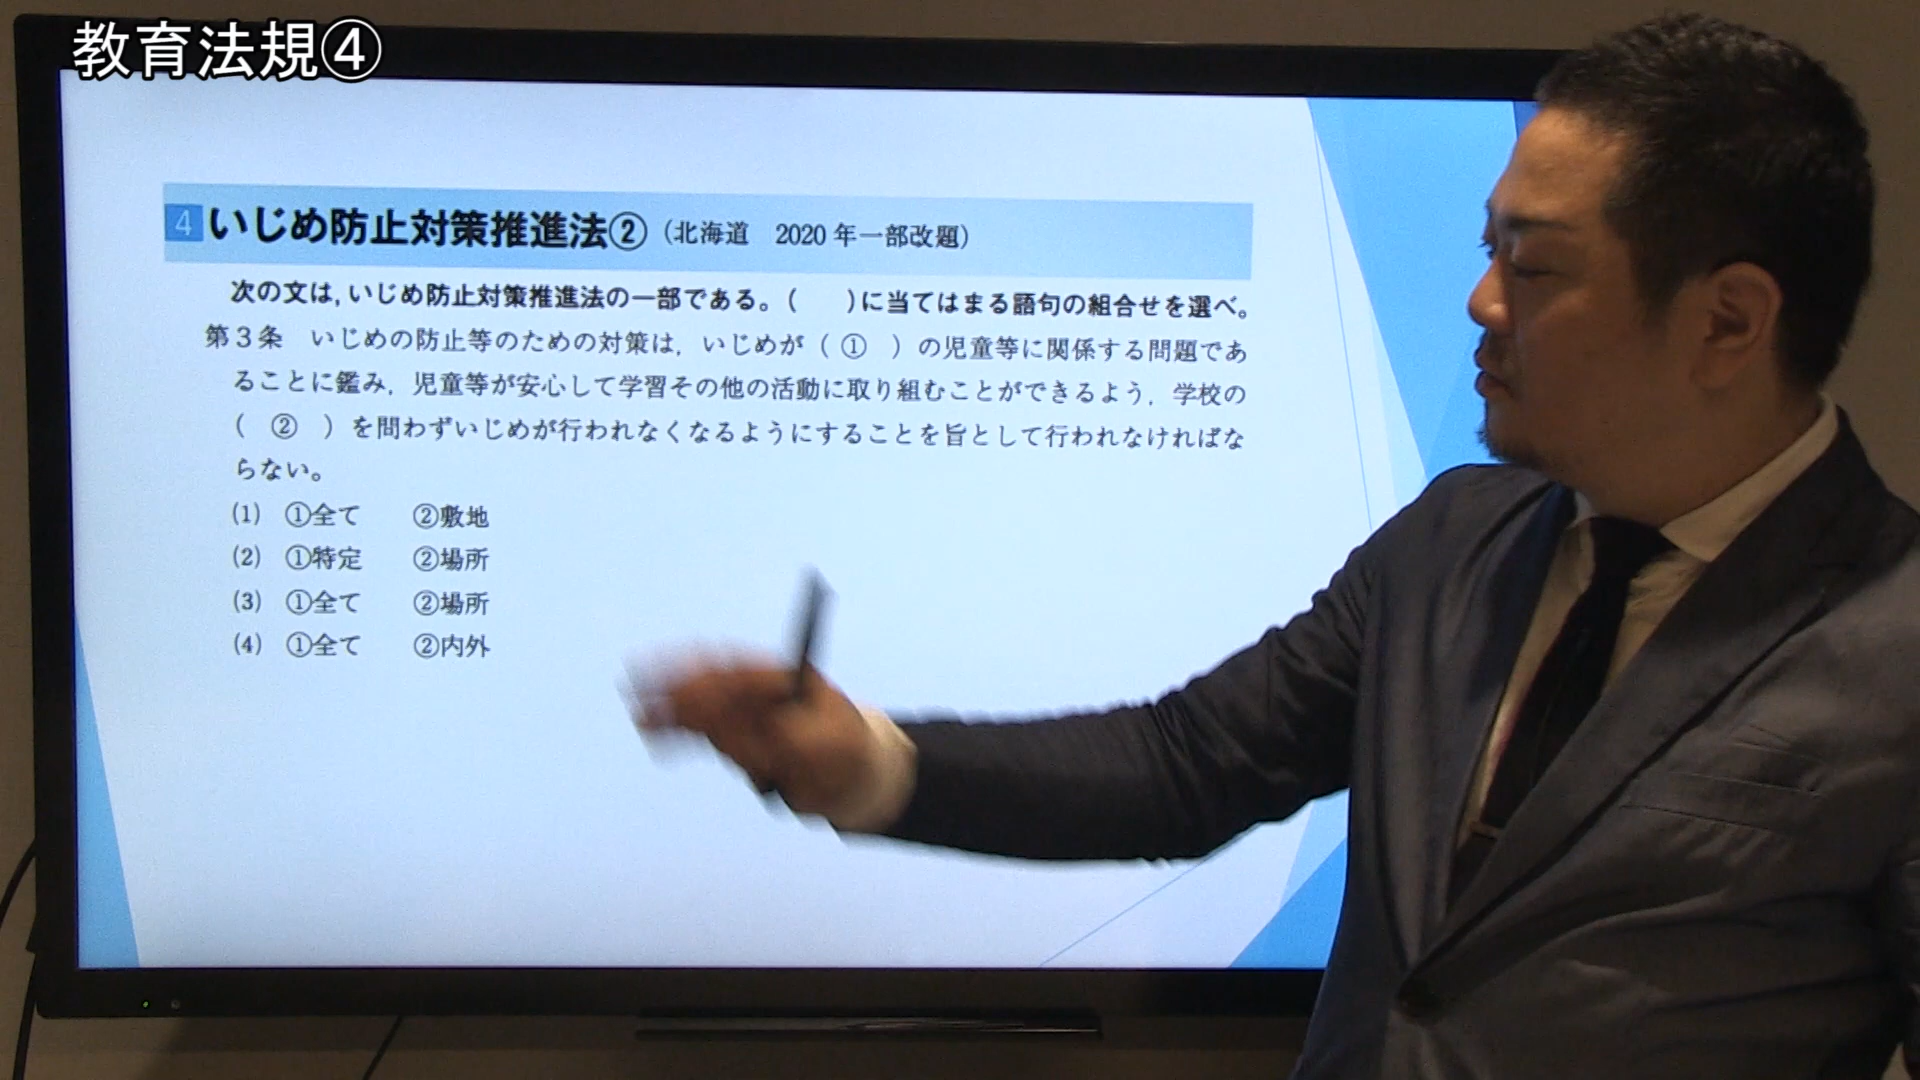 教育法規④
4 いじめ防止対策推進法②（北海道　2020年一部改題）
次の文は，いじめ防止対策推進法の一部である。（　　）に当てはまる語句の組合せを選べ。
第３条　いじめの防止等のための対策は，いじめが（　①　）の児童等に関係する問題であ
ることに鑑み，児童等が安心して学習その他の活動に取り組むことができるよう，学校の
（　②　）を問わずいじめが行われなくなるようにすることを旨として行われなければな
らない。
(1)　①全て　　②敷地
(2)　①特定　　②場所
(3)　①全て　　②場所
(4)　①全て　　②内外